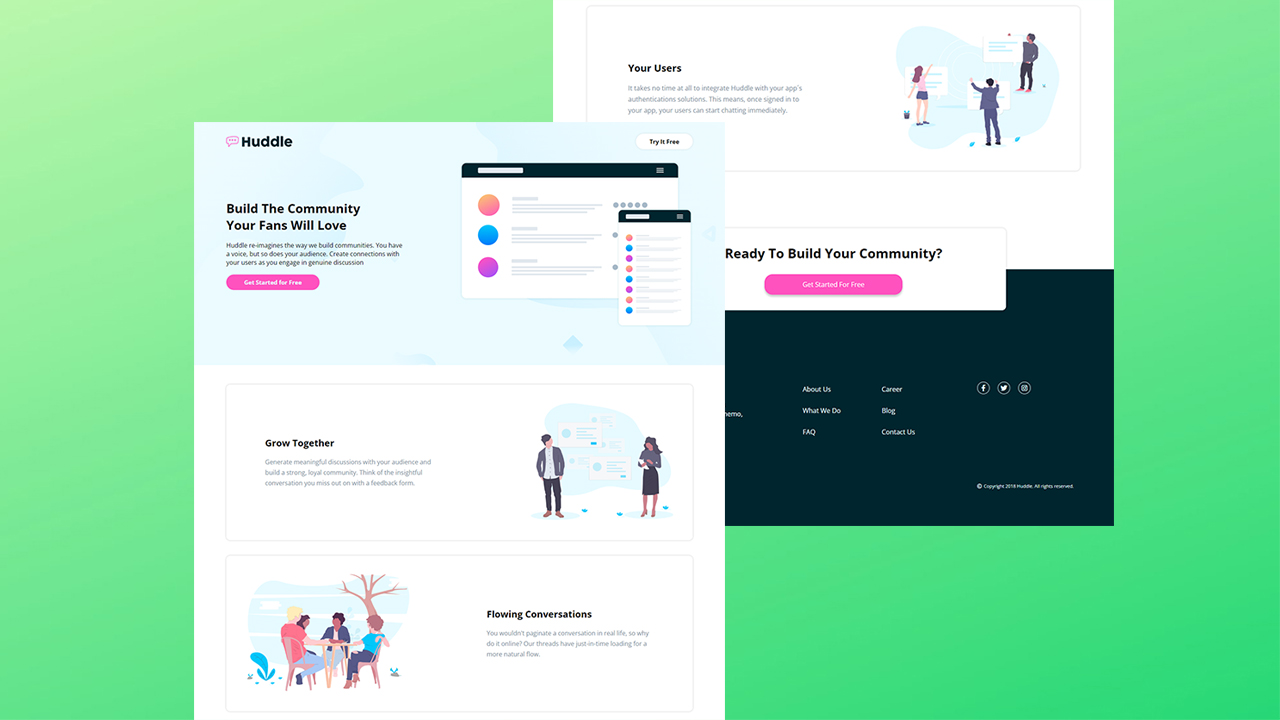 Huddle
Try It Free
Build The Community
Your Fans Will Love
Huddle re-imagines the way we build communities. You have
a voice, but so does your audience. Create connections with
your users as you engage in genuine discussion
Get Started for Free
Grow Together
Generate meaningful discussions with your audience and
build a strong, loyal community. Think of the insightful
conversation you miss out on with a feedback form.
Flowing Conversations
You wouldn't paginate a conversation in real life, so why
do it online? Our threads have just-in-time loading for a
more natural flow.
Your Users
It takes no time at all to integrate Huddle with your app's
authentications solutions. This means, once signed in to
your app, your users can start chatting immediately.
Ready To Build Your Community?
Get Started For Free
About Us
Career
What We Do
Blog
FAQ
Contact Us
© Copyright 2018 Huddle. All rights reserved.